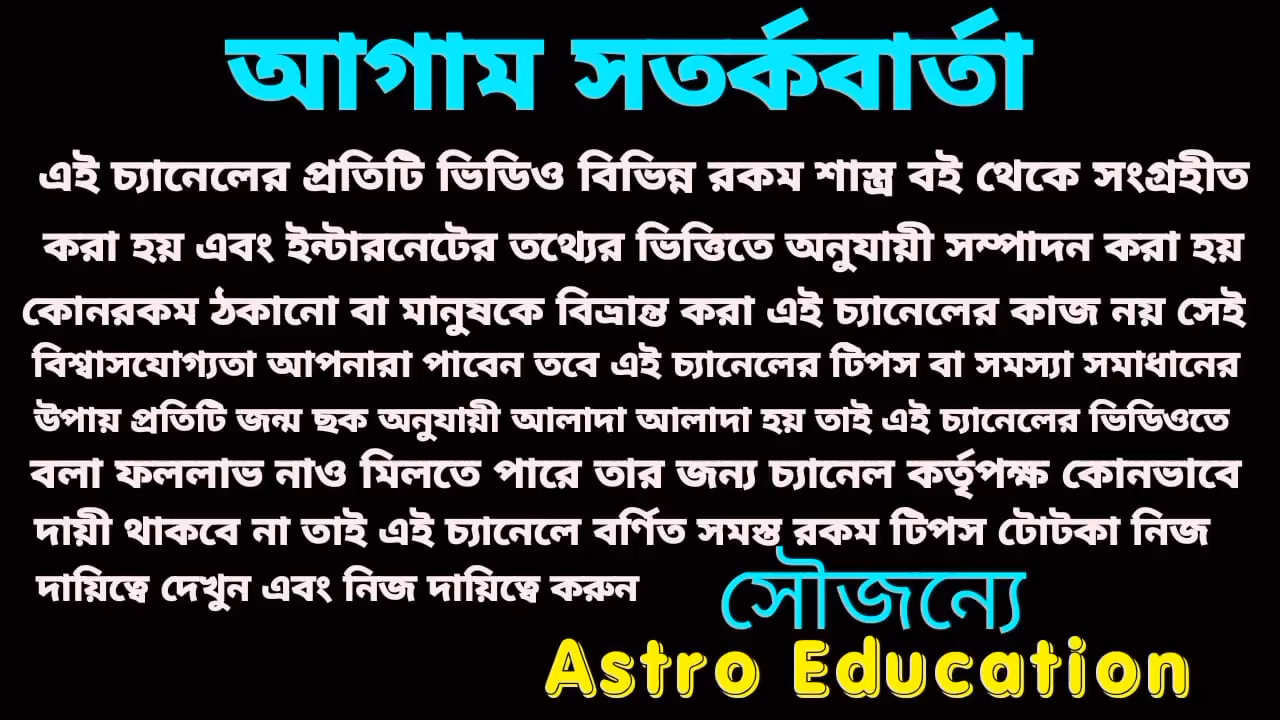 আগাম সতর্কবার্তা
এই চ্যানেলের প্রতিটি ভিডিও বিভিন্ন রকম শাস্ত্র বই থেকে সংগ্রহীত
করা হয় এবং ইন্টারনেটের তথ্যের ভিত্তিতে অনুযায়ী সম্পাদন করা হয়
কোনরকম ঠকানো বা মানুষকে বিভ্রান্ত করা এই চ্যানেলের কাজ নয় সেই
বিশ্বাসযোগ্যতা আপনারা পাবেন তবে এই চ্যানেলের টিপস বা সমস্যা সমাধানের
উপায় প্রতিটি জন্ম ছক অনুযায়ী আলাদা আলাদা হয় তাই এই চ্যানেলের ভিডিওতে
বলা ফললাভ নাও মিলতে পারে তার জন্য চ্যানেল কর্তৃপক্ষ কোনভাবে
দায়ী থাকবে না তাই এই চ্যানেলে বর্ণিত সমস্ত রকম টিপস টোটকা নিজ
দায়িত্বে দেখুন এবং নিজ দায়িত্বে করুন
সৌজন্যে
Astro Education